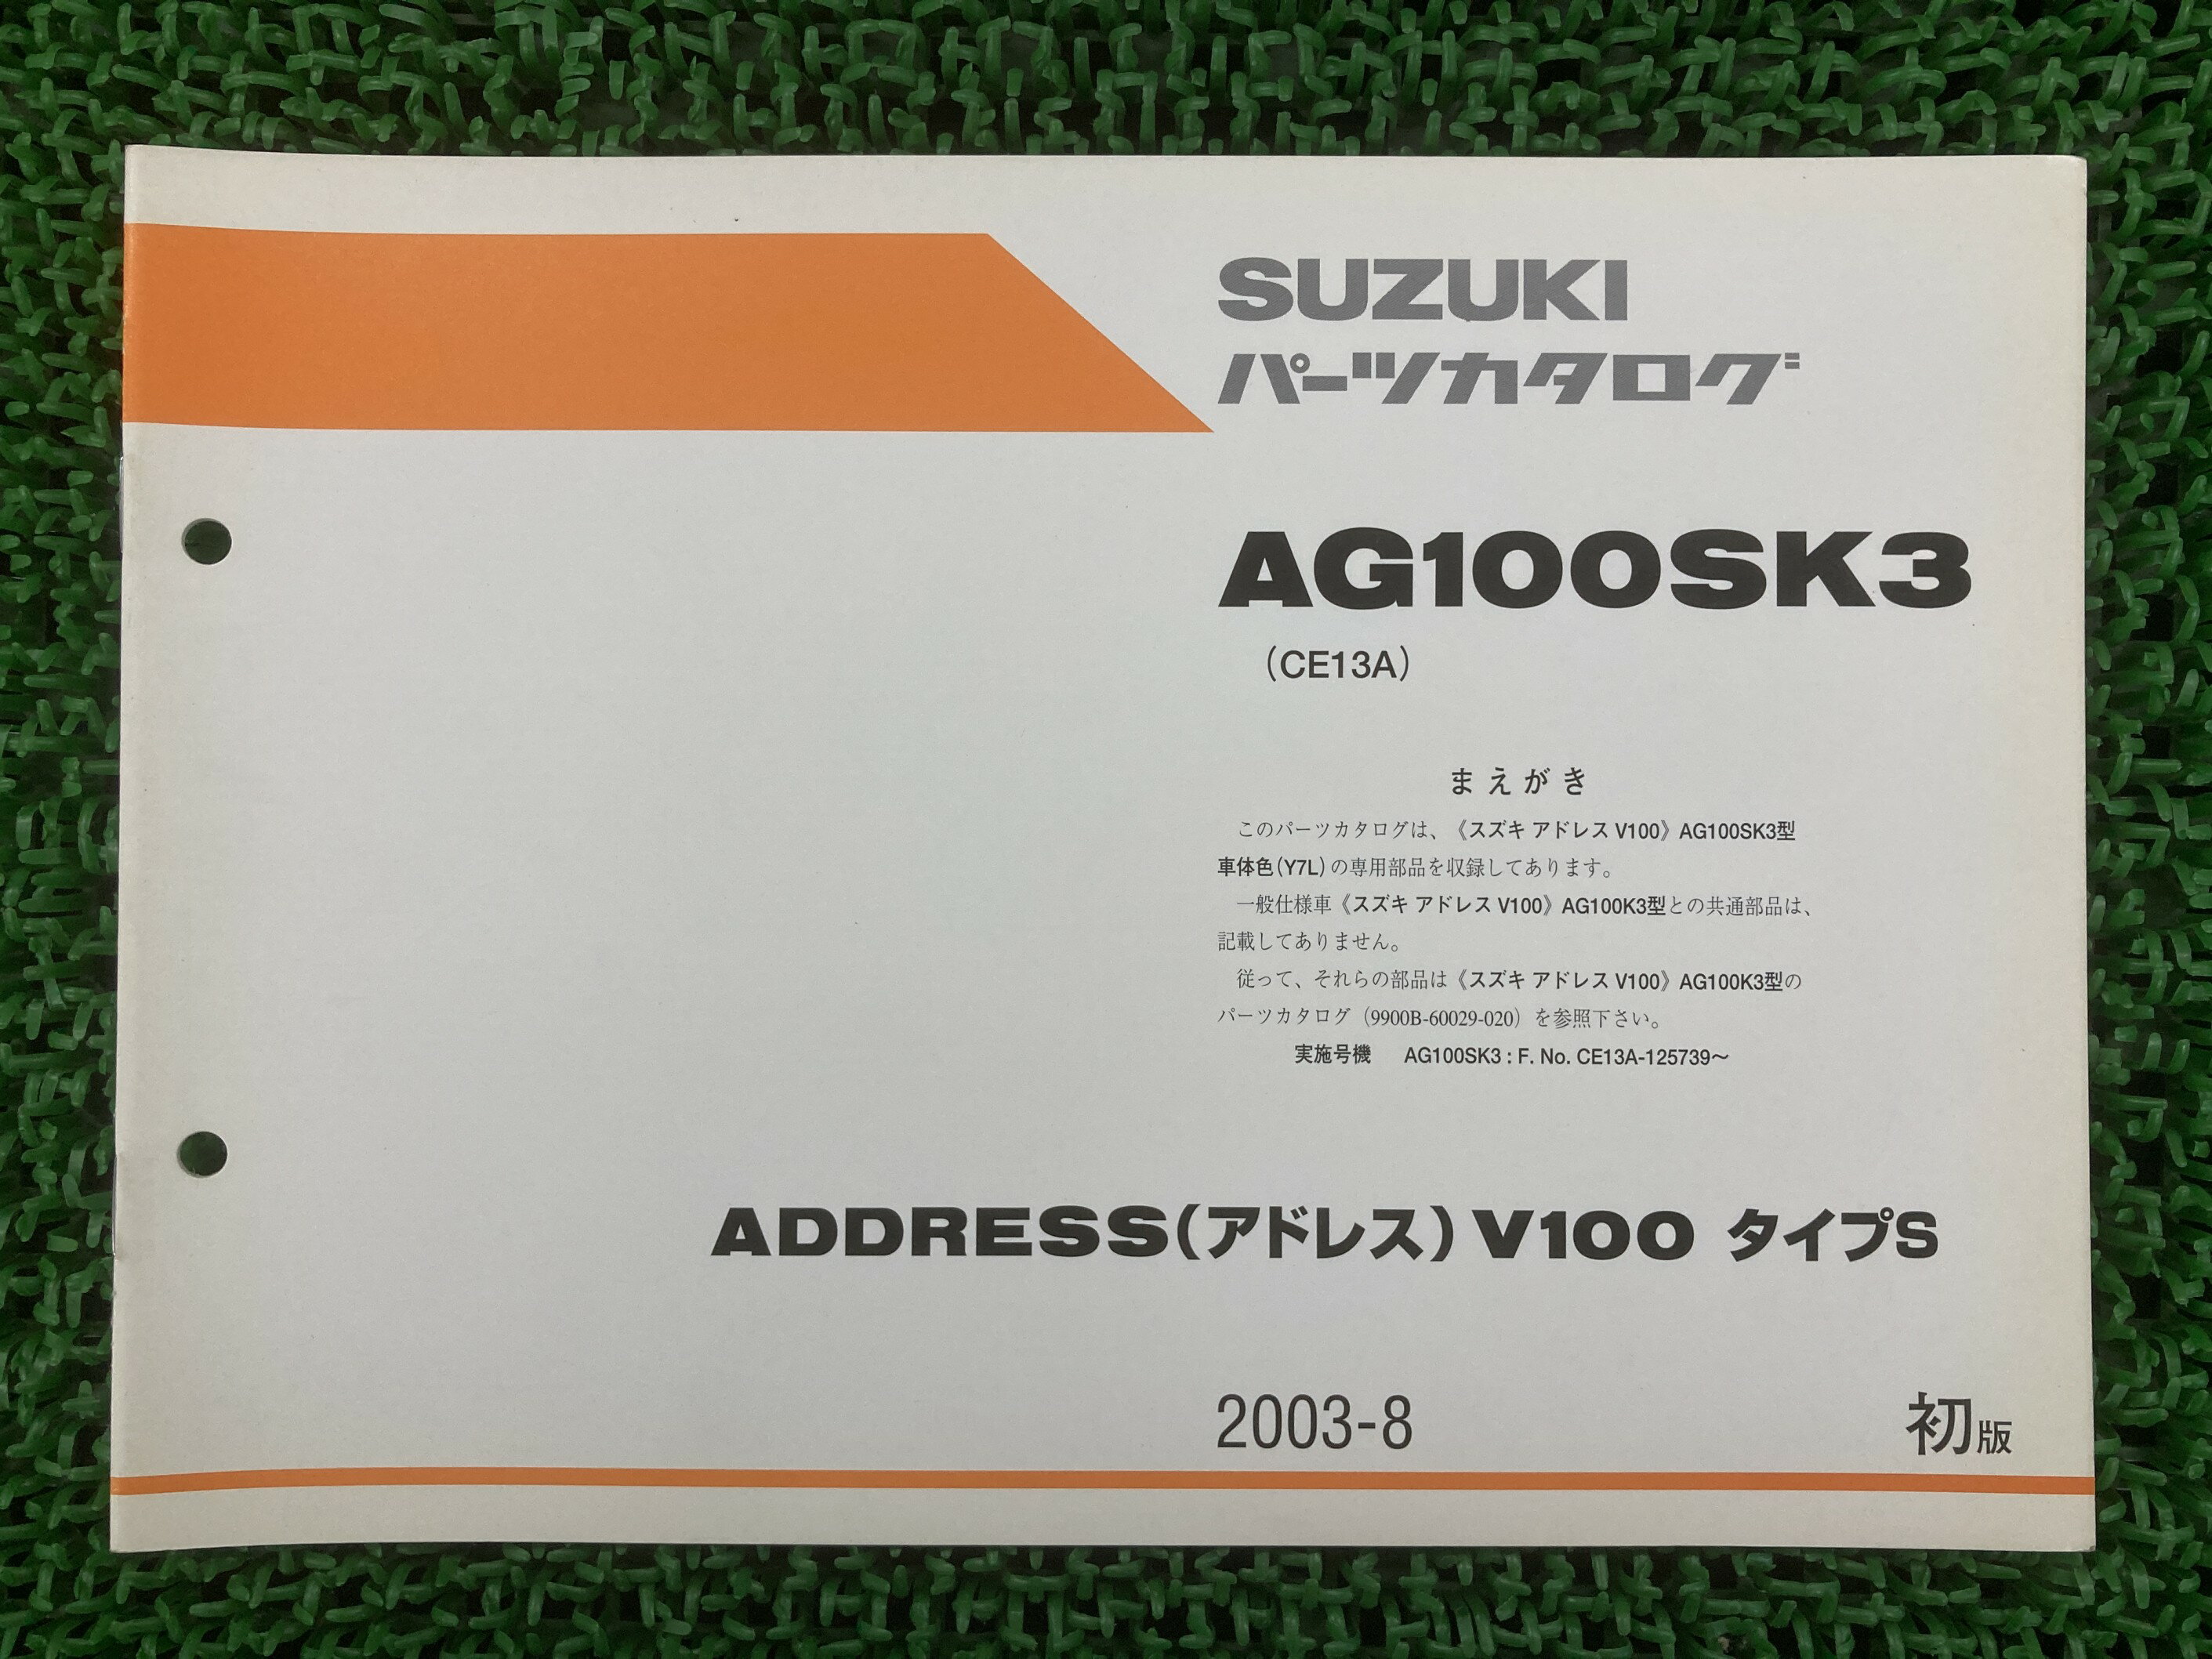 SUZUKI
パーツカタログ
AG100SK3
（CE13A）
まえがき
このパーツカタログは、《スズキ アドレス V100》AG100SK3型
車体色（Y7L）の専用部品を収録してあります。
一般仕様車《スズキ アドレス V100》AG100K3型との共通部品は、
記載してありません。
従って、それらの部品は《スズキ アドレス V100》AG100K3型の
パーツカタログ（9900B-60029-020）を参照下さい。
実施号機 AG100SK3 : F. No. CE13A-125739〜
ADDRESS（アドレス）V100 タイプS
2003-8 初版